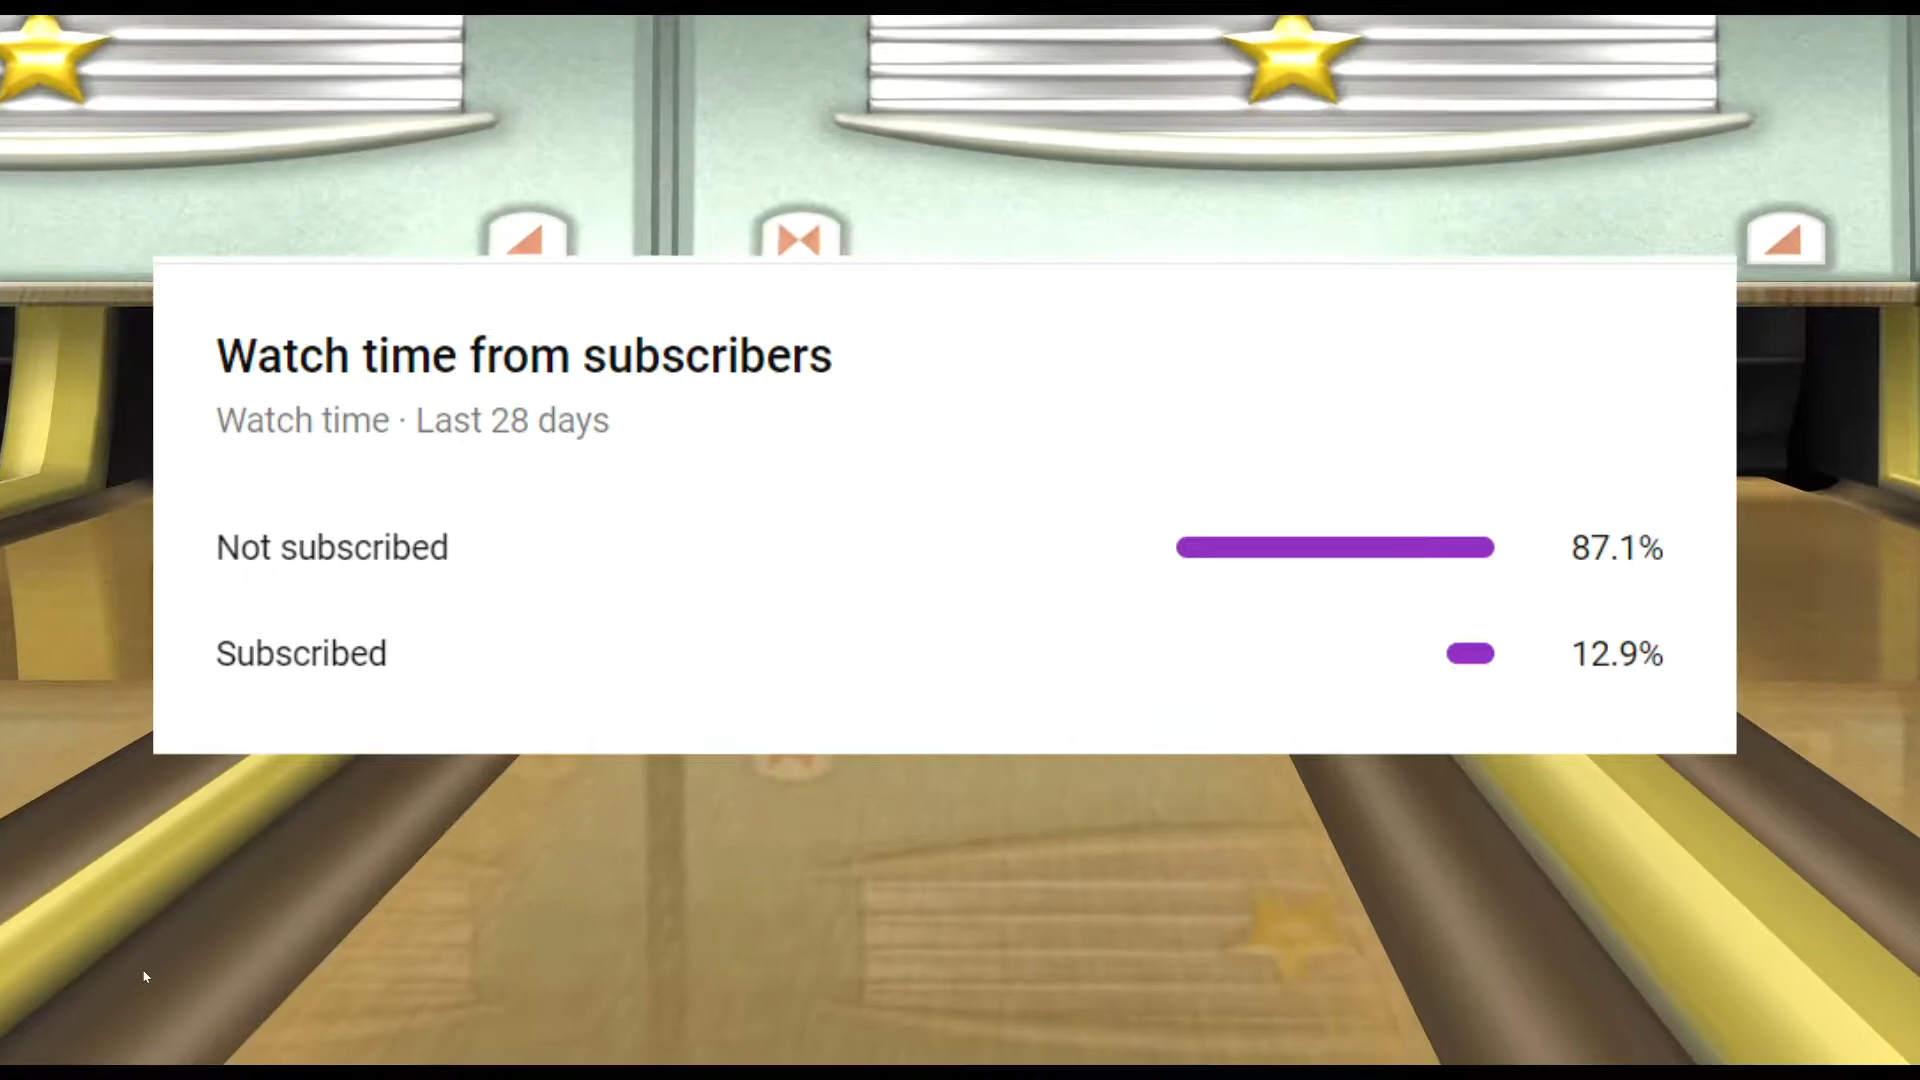 Watch time from subscribers
Watch time · Last 28 days
Not subscribed 87.1%
Subscribed 12.9%